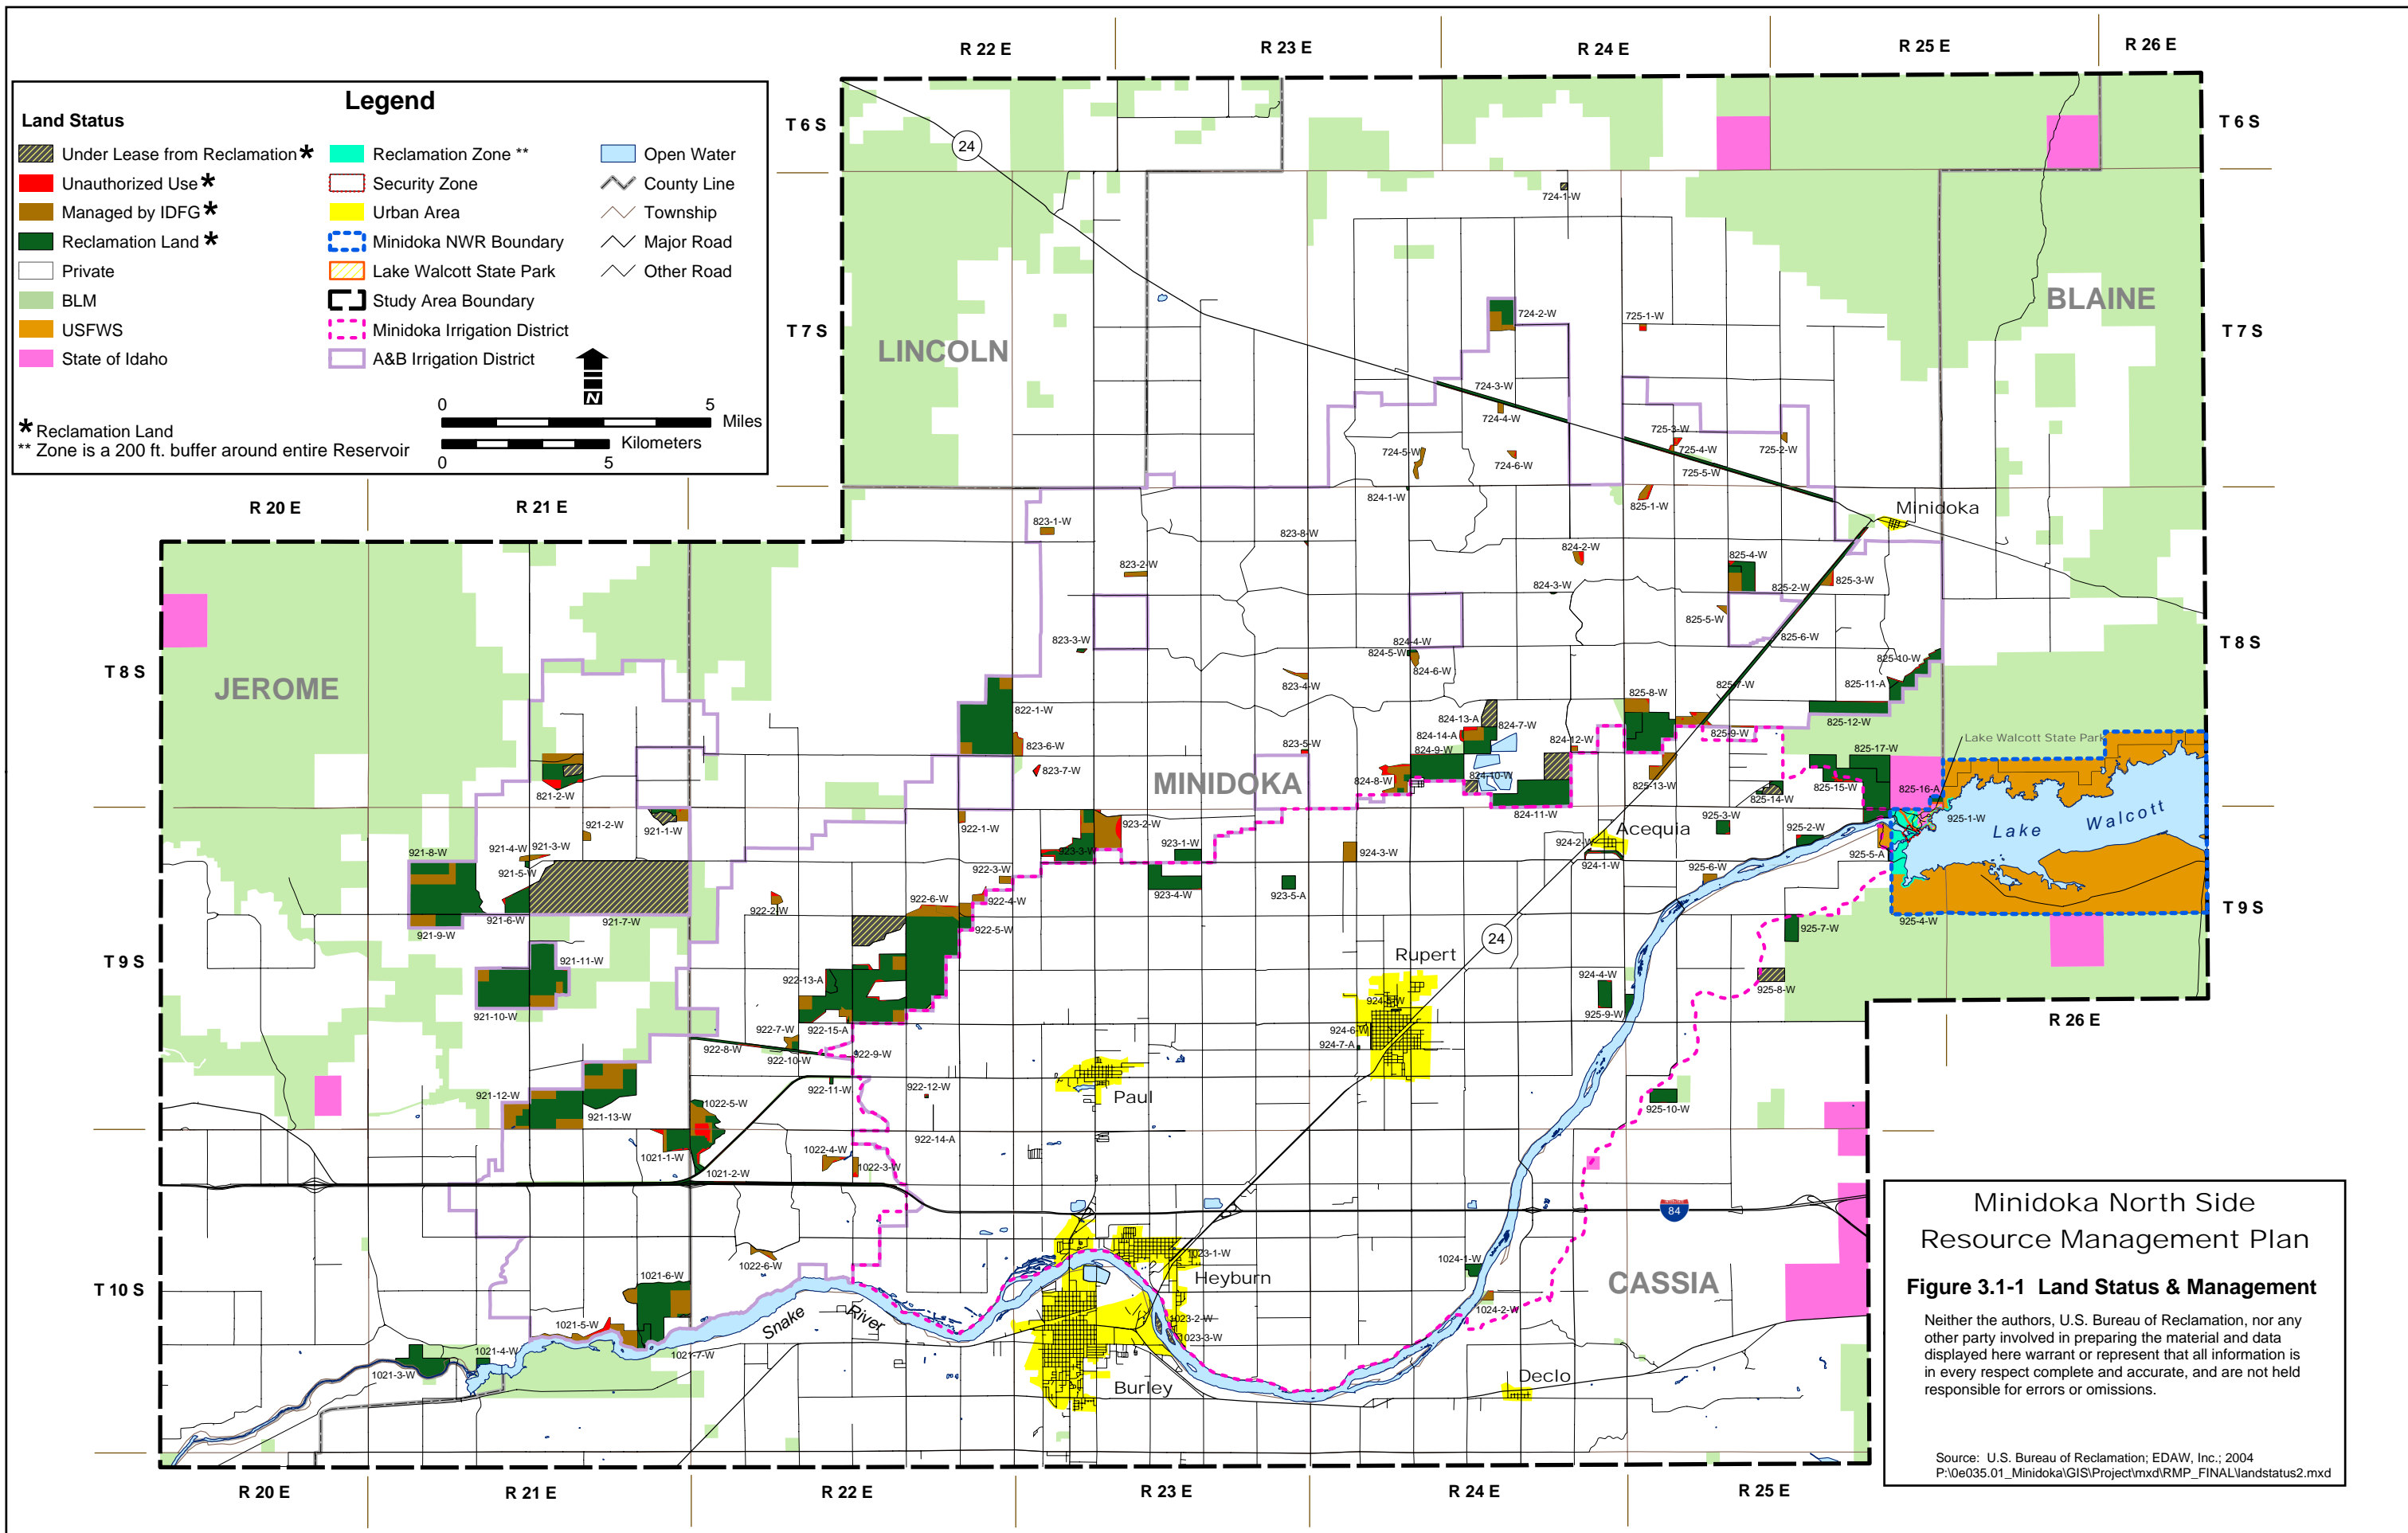 R 22 E
R 23 E
R 24 E
R 25 E
R 26 E
Legend
Land Status
Under Lease from Reclamation *
Unauthorized Use *
Managed by IDFG *
Reclamation Land *
Private
BLM
USFWS
State of Idaho
Reclamation Zone **
Security Zone
Urban Area
Minidoka NWR Boundary
Lake Walcott State Park
Study Area Boundary
Minidoka Irrigation District
A&B Irrigation District
Open Water
County Line
Township
Major Road
Other Road
N
0 5 Miles
Kilometers
0 5
* Reclamation Land
** Zone is a 200 ft. buffer around entire Reservoir
T 6 S
T 6 S
24
724-1-W
BLAINE
LINCOLN
T 7 S
T 7 S
724-2-W
725-1-W
724-3-W
724-4-W
724-5-W
724-6-W
725-3-W
725-4-W
725-2-W
725-5-W
R 20 E
R 21 E
824-1-W
825-1-W
Minidoka
823-1-W
823-8-W
824-2-W
825-4-W
823-2-W
824-3-W
825-2-W
825-3-W
825-5-W
823-3-W
824-4-W
825-6-W
824-5-W
824-6-W
825-10-W
T 8 S
T 8 S
JEROME
823-4-W
825-7-W
825-11-A
822-1-W
825-8-W
824-13-A
824-7-W
825-12-W
824-14-A
825-9-W
823-6-W
823-5-W
824-9-W
824-12-W
825-17-W
Lake Walcott State Park
823-7-W
MINIDOKA
824-8-W
824-10-W
825-13-W
825-15-W
825-16-A
821-2-W
825-14-W
824-11-W
921-2-W
921-1-W
922-1-W
923-2-W
925-3-W
925-2-W
925-1-W
Lake Walcott
Acequia
921-8-W
921-4-W
921-3-W
923-3-W
923-1-W
924-3-W
924-2-W
924-1-W
925-5-A
921-5-W
922-3-W
925-6-W
923-4-W
923-5-A
922-2-W
922-6-W
922-4-W
921-6-W
921-7-W
925-4-W
T 9 S
921-9-W
922-5-W
925-7-W
24
T 9 S
921-11-W
Rupert
922-13-A
924-4-W
925-8-W
921-10-W
925-9-W
922-7-W
922-15-A
924-6-W
924-7-A
R 26 E
922-8-W
922-10-W
922-9-W
922-11-W
922-12-W
Paul
921-12-W
1022-5-W
921-13-W
925-10-W
922-14-A
1021-1-W
1022-4-W
1022-3-W
1021-2-W
84
1022-6-W
1023-1-W
Heyburn
1024-1-W
CASSIA
T 10 S
1021-6-W
1024-2-W
Snake River
1021-5-W
1023-2-W
1023-3-W
1021-4-W
1021-7-W
1021-3-W
Burley
Declo
Minidoka North Side
Resource Management Plan
Figure 3.1-1 Land Status & Management
Neither the authors, U.S. Bureau of Reclamation, nor any
other party involved in preparing the material and data
displayed here warrant or represent that all information is
in every respect complete and accurate, and are not held
responsible for errors or omissions.
Source: U.S. Bureau of Reclamation; EDAW, Inc.; 2004
P:\0e035.01_Minidoka\GIS\Project\mxd\RMP_FINAL\landstatus2.mxd
R 20 E
R 21 E
R 22 E
R 23 E
R 24 E
R 25 E